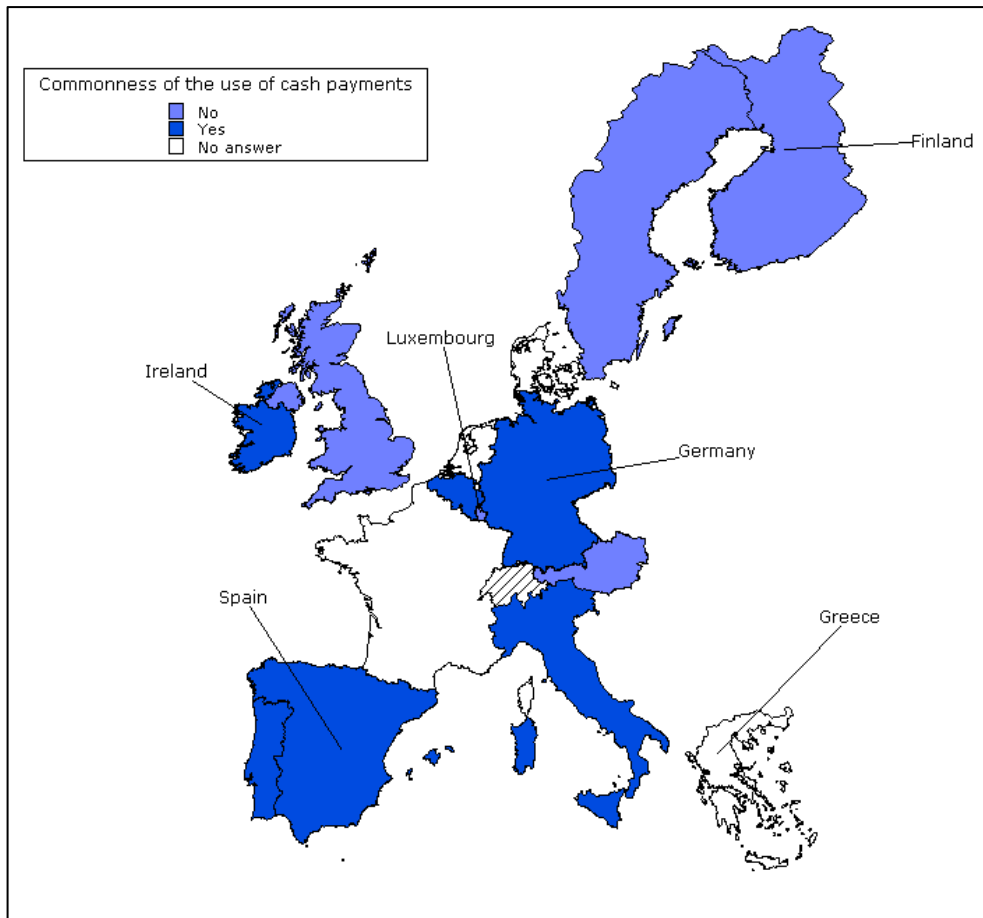 Commonness of the use of cash payments
No
Yes
No answer
Finland
Luxembourg
Ireland
Germany
Spain
Greece